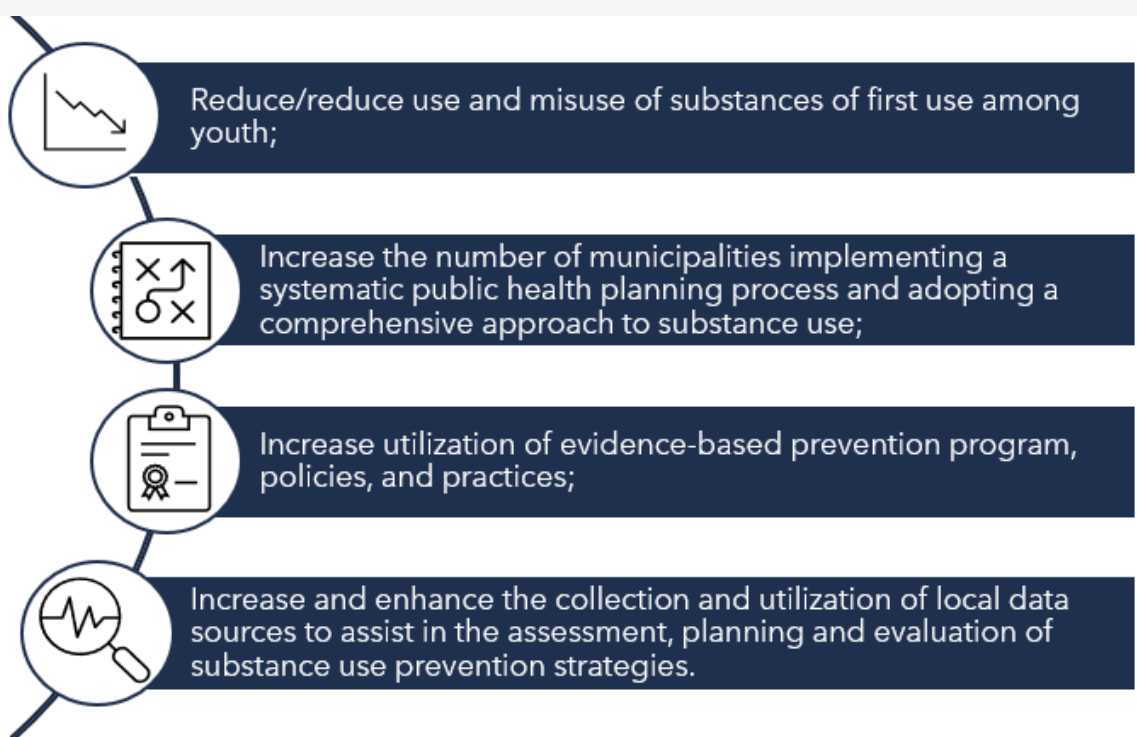 Reduce/reduce use and misuse of substances of first use among
youth;
Increase the number of municipalities implementing a
systematic public health planning process and adopting a
comprehensive approach to substance use;
Increase utilization of evidence-based prevention program,
policies, and practices;
Increase and enhance the collection and utilization of local data
sources to assist in the assessment, planning and evaluation of
substance use prevention strategies.